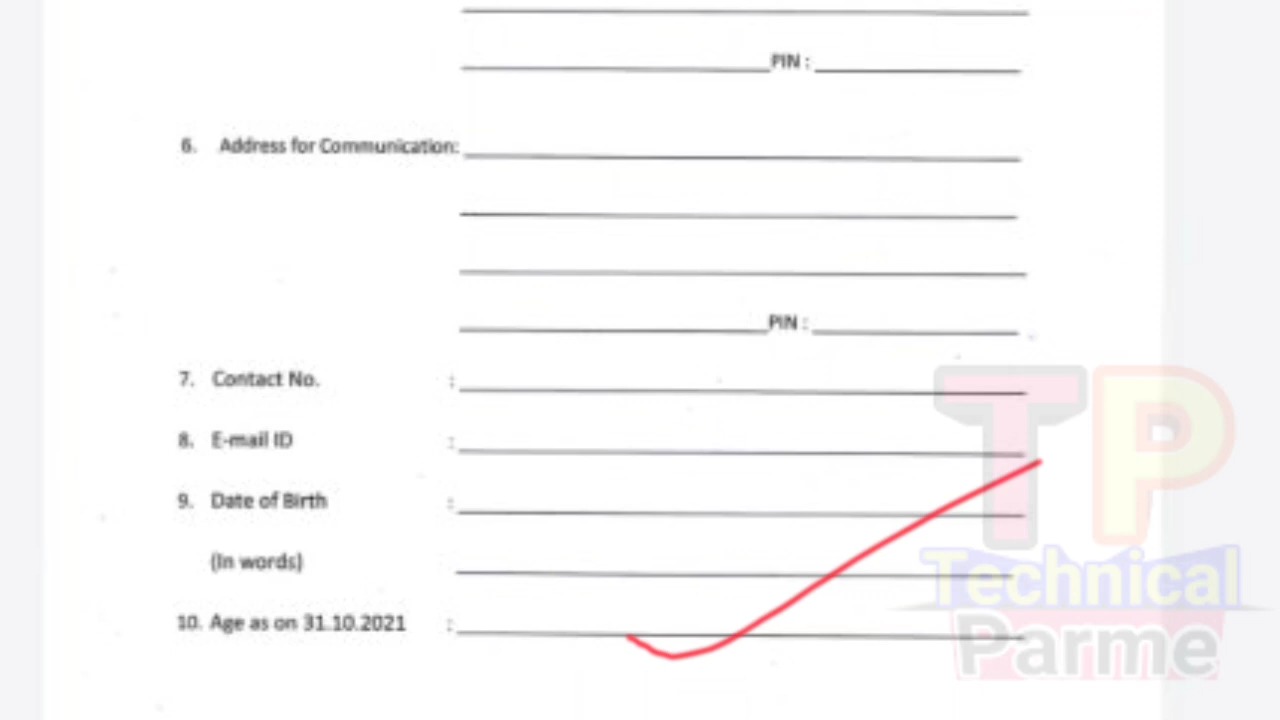 PIN :
6. Address for Communication:
PIN :
7. Contact No. :
8. E-mail ID :
9. Date of Birth :
(In words)
10. Age as on 31.10.2021 :
TP
Technical
Parme